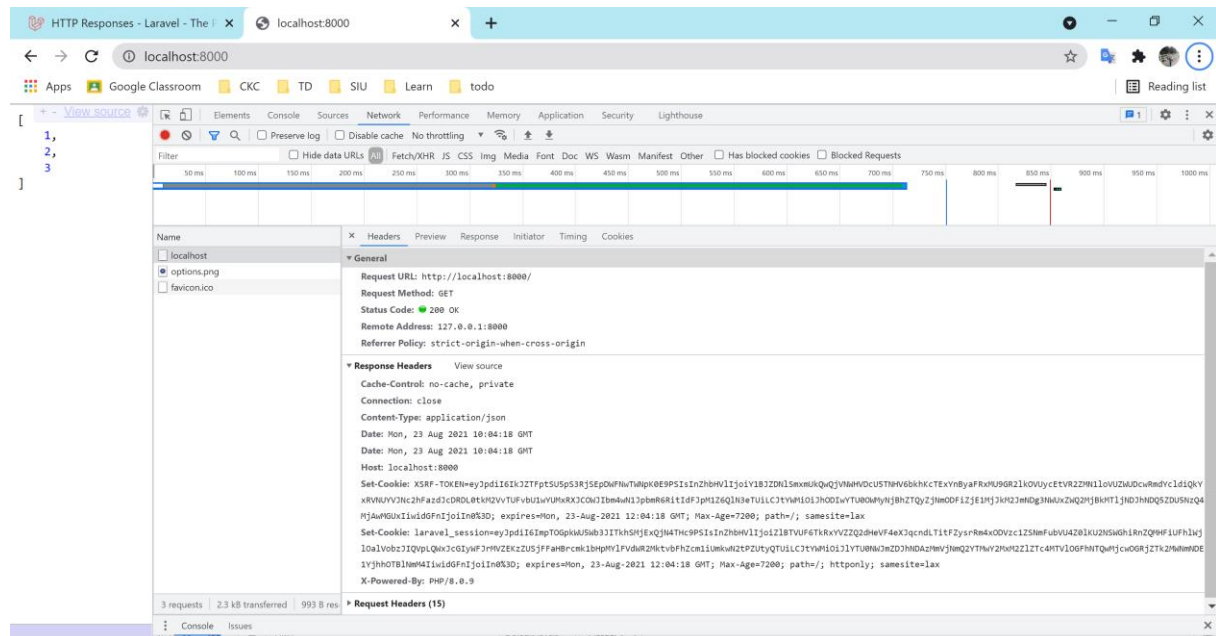 HTTP Responses - Laravel - The P
localhost:8000
localhost:8000
Apps Google Classroom CKC TD SIU Learn todo Reading list
+ - View source
[
1,
2,
3
]
Elements Console Sources Network Performance Memory Application Security Lighthouse 1
Preserve log Disable cache No throttling
Filter Hide data URLs All Fetch/XHR JS CSS Img Media Font Doc WS Wasm Manifest Other Has blocked cookies Blocked Requests
50 ms 100 ms 150 ms 200 ms 250 ms 300 ms 350 ms 400 ms 450 ms 500 ms 550 ms 600 ms 650 ms 700 ms 750 ms 800 ms 850 ms 900 ms 950 ms 1000 ms
Name
localhost
options.png
favicon.ico
Headers Preview Response Initiator Timing Cookies
General
Request URL: http://localhost:8000/
Request Method: GET
Status Code: 200 OK
Remote Address: 127.0.0.1:8000
Referrer Policy: strict-origin-when-cross-origin
Response Headers View source
Cache-Control: no-cache, private
Connection: close
Content-Type: application/json
Date: Mon, 23 Aug 2021 10:04:18 GMT
Date: Mon, 23 Aug 2021 10:04:18 GMT
Host: localhost:8000
Set-Cookie:
expires=Mon, 23-Aug-2021 12:04:18 GMT; Max-Age=7200; path=/; samesite=lax
Set-Cookie:
expires=Mon, 23-Aug-2021 12:04:18 GMT; Max-Age=7200; path=/; httponly; samesite=lax
X-Powered-By: PHP/8.0.9
Request Headers (15)
3 requests 2.3 kB transferred 993 B res
Console Issues